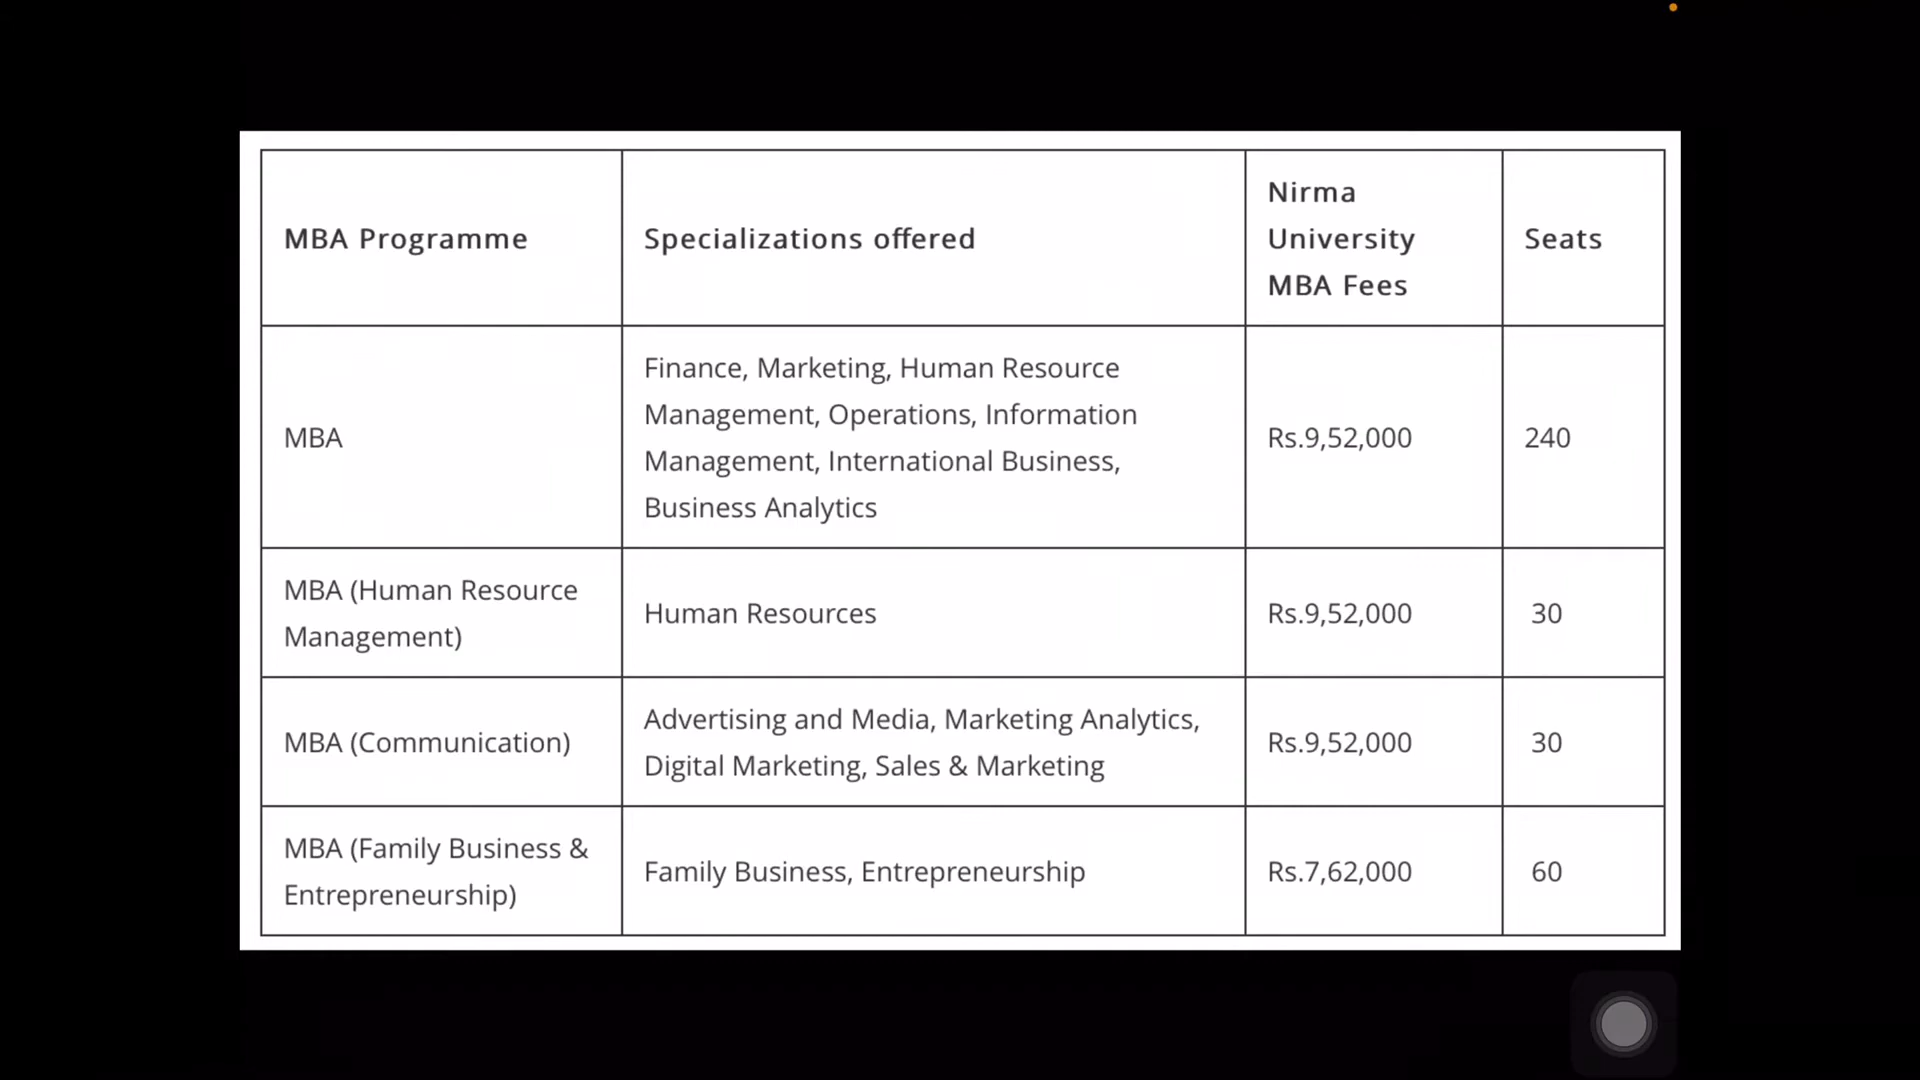 MBA Programme
Specializations offered
Nirma
University
MBA Fees
Seats
MBA
Finance, Marketing, Human Resource
Management, Operations, Information
Management, International Business,
Business Analytics
Rs.9,52,000
240
MBA (Human Resource
Management)
Human Resources
Rs.9,52,000
30
MBA (Communication)
Advertising and Media, Marketing Analytics,
Digital Marketing, Sales & Marketing
Rs.9,52,000
30
MBA (Family Business &
Entrepreneurship)
Family Business, Entrepreneurship
Rs.7,62,000
60